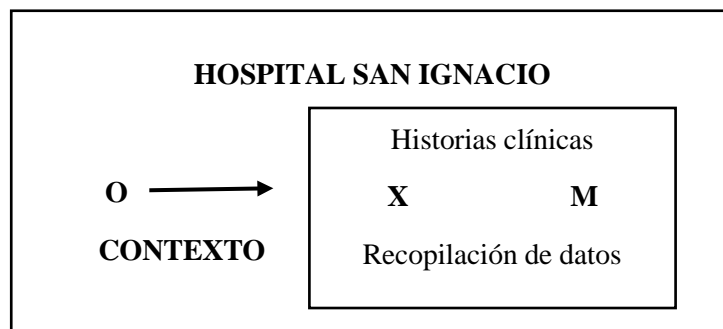 HOSPITAL SAN IGNACIO
Historias clínicas
O X M
CONTEXTO Recopilación de datos